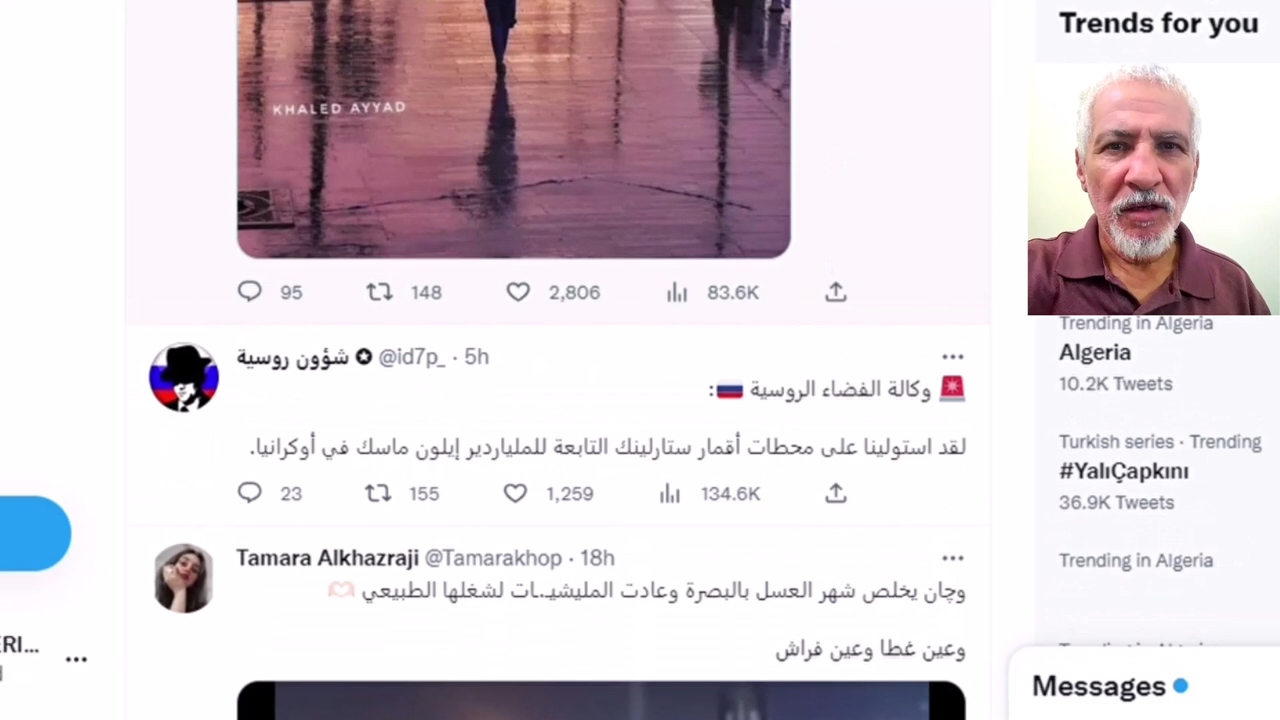 KHALED AYYAD
95 148 2,806 83.6K
شؤون روسية @id7p_ · 5h
🚨 وكالة الفضاء الروسية 🇷🇺:
لقد استولينا على محطات أقمار ستارلينك التابعة للملياردير إيلون ماسك في أوكرانيا.
23 155 1,259 134.6K
Tamara Alkhazraji @Tamarakhop · 18h
وچان يخلص شهر العسل بالبصرة وعادت المليشيـ.ـات لشغلها الطبيعي 🫶🏻
وعين غطا وعين فراش
ERI...
Trends for you
Trending in Algeria
Algeria
10.2K Tweets
Turkish series · Trending
#YalıÇapkını
36.9K Tweets
Trending in Algeria
Messages